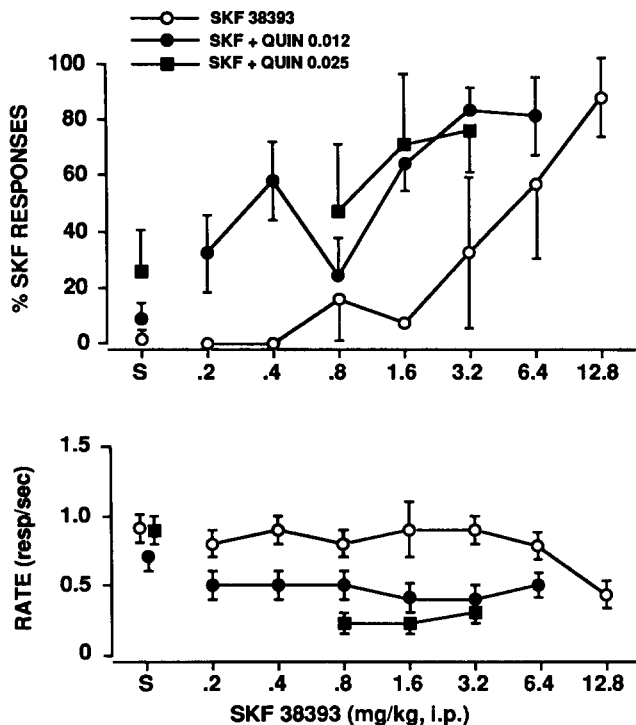 SKF 38393
SKF + QUIN 0.012
SKF + QUIN 0.025
% SKF RESPONSES
100
80
60
40
20
0
S .2 .4 .8 1.6 3.2 6.4 12.8
RATE (resp/sec)
1.5
1.0
0.5
0
S .2 .4 .8 1.6 3.2 6.4 12.8
SKF 38393 (mg/kg, i.p.)